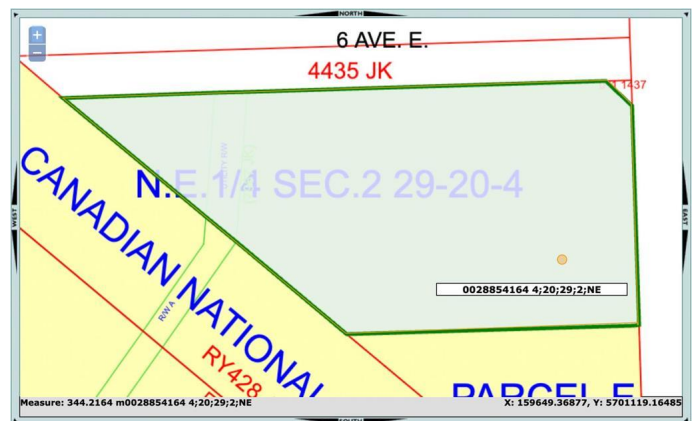 NORTH
6 AVE. E.
4435 JK
1437
N.E.1/4 SEC.2 29-20-4
CANADIAN NATIONAL
WEST
EAST
0028854164 4;20;29;2;NE
R/W A
RY428
PARCEL E
Measure: 344.2164 m0028854164 4;20;29;2;NE
X: 159649.36877, Y: 5701119.16485
SOUTH